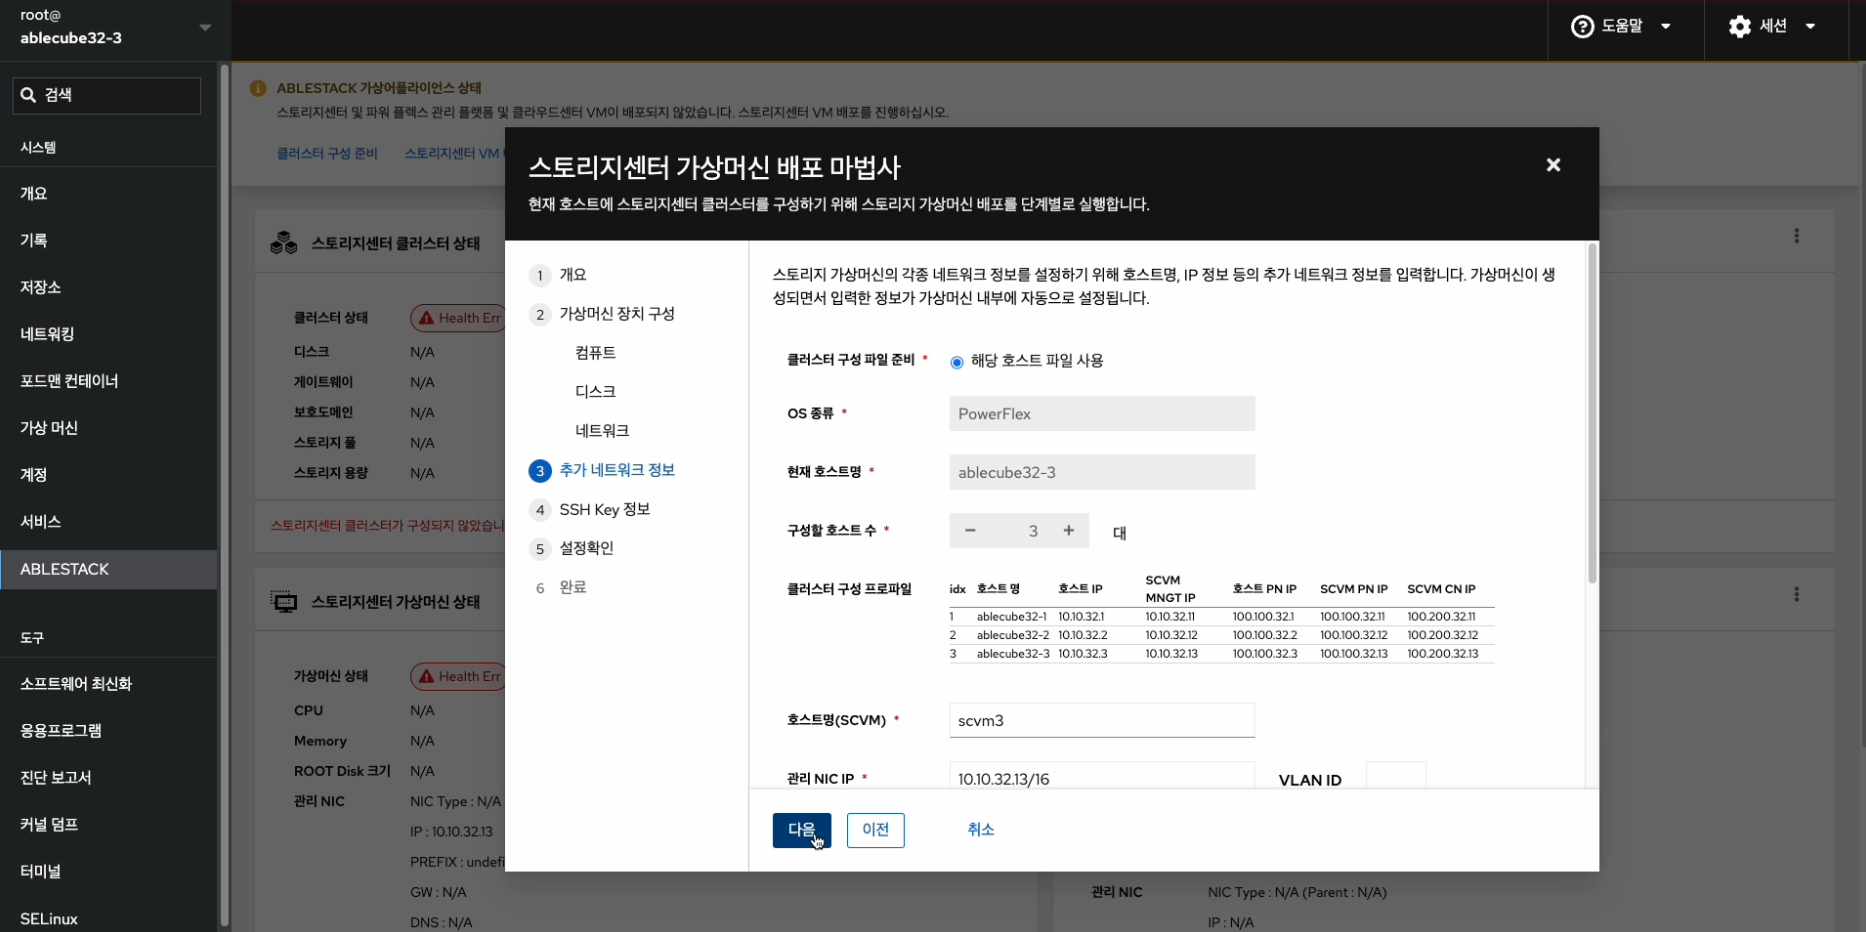 root@
ablecube32-3
도움말
세션
검색
시스템
개요
기록
저장소
네트워킹
포드맨 컨테이너
가상 머신
계정
서비스
ABLESTACK
도구
소프트웨어 최신화
응용프로그램
진단 보고서
커널 덤프
터미널
SELinux
ABLESTACK 가상어플라이언스 상태
스토리지센터 및 파워 플렉스 관리 플랫폼 및 클라우드센터 VM이 배포되지 않았습니다. 스토리지센터 VM 배포를 진행하십시오.
클러스터 구성 준비
스토리지센터 VM
스토리지센터 클러스터 상태
클러스터 상태 Health Err
디스크 N/A
게이트웨이 N/A
보호도메인 N/A
스토리지 풀 N/A
스토리지 용량 N/A
스토리지센터 클러스터가 구성되지 않았습니
스토리지센터 가상머신 상태
가상머신 상태 Health Err
CPU N/A
Memory N/A
ROOT Disk 크기 N/A
관리 NIC NIC Type : N/A
IP : 10.10.32.13
PREFIX : undefi
GW : N/A
DNS : N/A
스토리지센터 가상머신 배포 마법사
현재 호스트에 스토리지센터 클러스터를 구성하기 위해 스토리지 가상머신 배포를 단계별로 실행합니다.
1 개요
2 가상머신 장치 구성
컴퓨트
디스크
네트워크
3 추가 네트워크 정보
4 SSH Key 정보
5 설정확인
6 완료
스토리지 가상머신의 각종 네트워크 정보를 설정하기 위해 호스트명, IP 정보 등의 추가 네트워크 정보를 입력합니다. 가상머신이 생
성되면서 입력한 정보가 가상머신 내부에 자동으로 설정됩니다.
클러스터 구성 파일 준비 * 해당 호스트 파일 사용
OS 종류 * PowerFlex
현재 호스트명 * ablecube32-3
구성할 호스트 수 * − 3 + 대
클러스터 구성 프로파일
idx 호스트 명 호스트 IP SCVM MNGT IP 호스트 PN IP SCVM PN IP SCVM CN IP
1 ablecube32-1 10.10.32.1 10.10.32.11 100.100.32.1 100.100.32.11 100.200.32.11
2 ablecube32-2 10.10.32.2 10.10.32.12 100.100.32.2 100.100.32.12 100.200.32.12
3 ablecube32-3 10.10.32.3 10.10.32.13 100.100.32.3 100.100.32.13 100.200.32.13
호스트명(SCVM) * scvm3
관리 NIC IP * 10.10.32.13/16 VLAN ID
다음 이전 취소
관리 NIC NIC Type : N/A (Parent : N/A)
IP : N/A